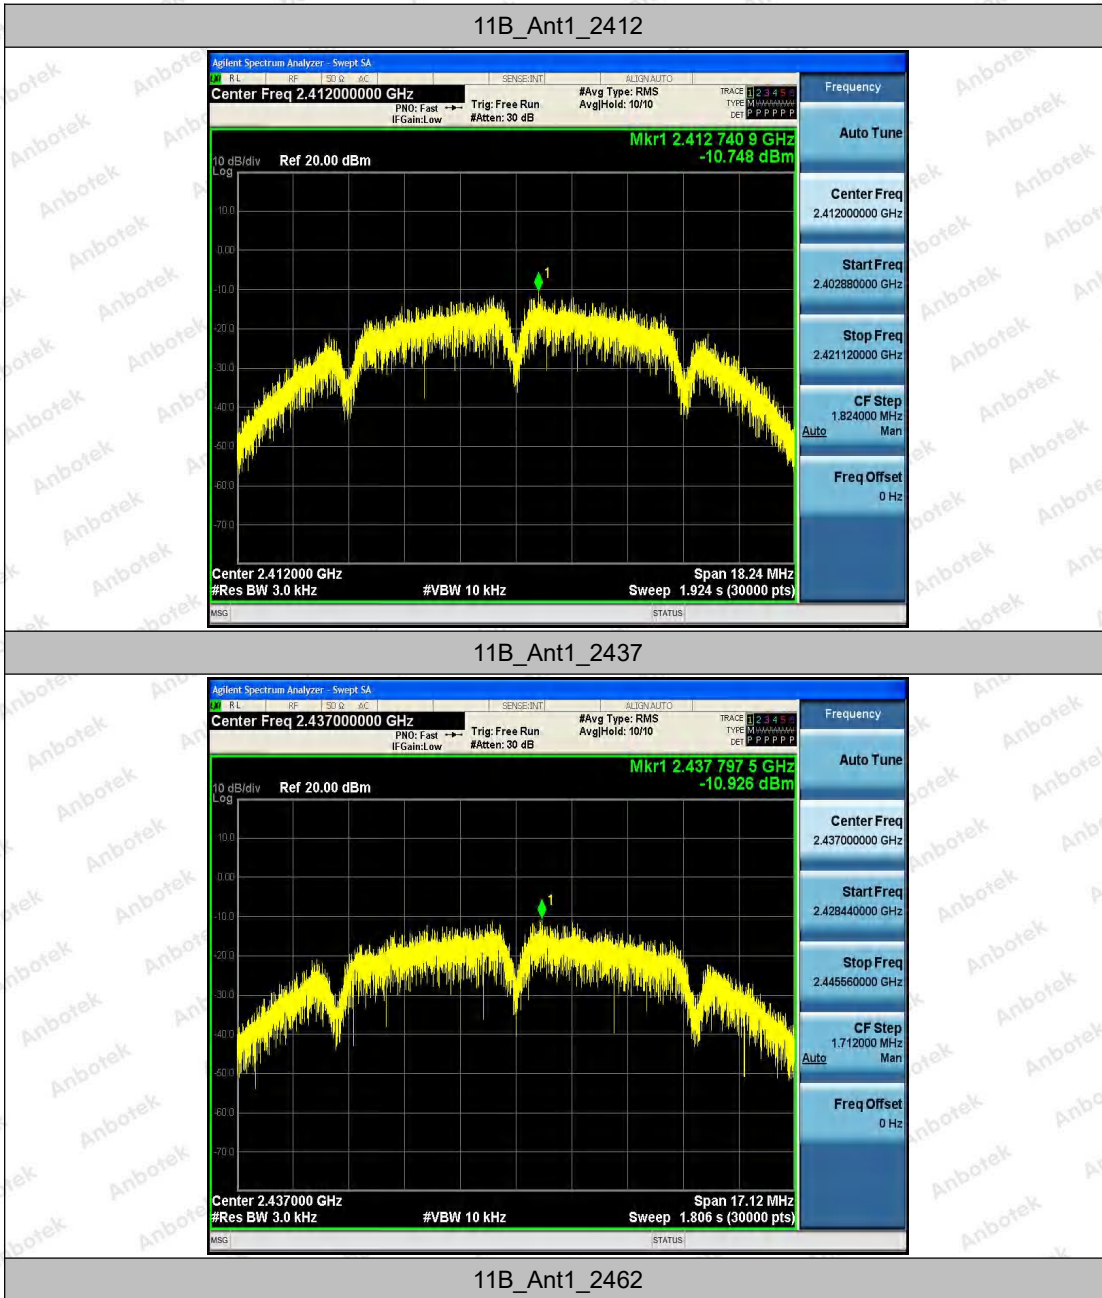 11B_Ant1_2412
Agilent Spectrum Analyzer - Swept SA
RL RF 50 Ω AC SENSE:INT ALIGNAUTO
Center Freq 2.412000000 GHz
PNO: Fast
IFGain:Low
Trig: Free Run
#Atten: 30 dB
#Avg Type: RMS
Avg|Hold: 10/10
TRACE 1 2 3 4 5 6
TYPE M WWWWW
DET P P P P P P
Mkr1 2.412 740 9 GHz
-10.748 dBm
10 dB/div Ref 20.00 dBm
Log
10.0
0.00
-10.0
-20.0
-30.0
-40.0
-50.0
-60.0
-70.0
1
Center 2.412000 GHz Span 18.24 MHz
#Res BW 3.0 kHz #VBW 10 kHz Sweep 1.924 s (30000 pts)
MSG STATUS
Frequency
Auto Tune
Center Freq
2.412000000 GHz
Start Freq
2.402880000 GHz
Stop Freq
2.421120000 GHz
CF Step
1.824000 MHz
Auto Man
Freq Offset
0 Hz
11B_Ant1_2437
Agilent Spectrum Analyzer - Swept SA
RL RF 50 Ω AC SENSE:INT ALIGNAUTO
Center Freq 2.437000000 GHz
PNO: Fast
IFGain:Low
Trig: Free Run
#Atten: 30 dB
#Avg Type: RMS
Avg|Hold: 10/10
TRACE 1 2 3 4 5 6
TYPE M WWWWW
DET P P P P P P
Mkr1 2.437 797 5 GHz
-10.926 dBm
10 dB/div Ref 20.00 dBm
Log
10.0
0.00
-10.0
-20.0
-30.0
-40.0
-50.0
-60.0
-70.0
1
Center 2.437000 GHz Span 17.12 MHz
#Res BW 3.0 kHz #VBW 10 kHz Sweep 1.806 s (30000 pts)
MSG STATUS
Frequency
Auto Tune
Center Freq
2.437000000 GHz
Start Freq
2.428440000 GHz
Stop Freq
2.445560000 GHz
CF Step
1.712000 MHz
Auto Man
Freq Offset
0 Hz
11B_Ant1_2462